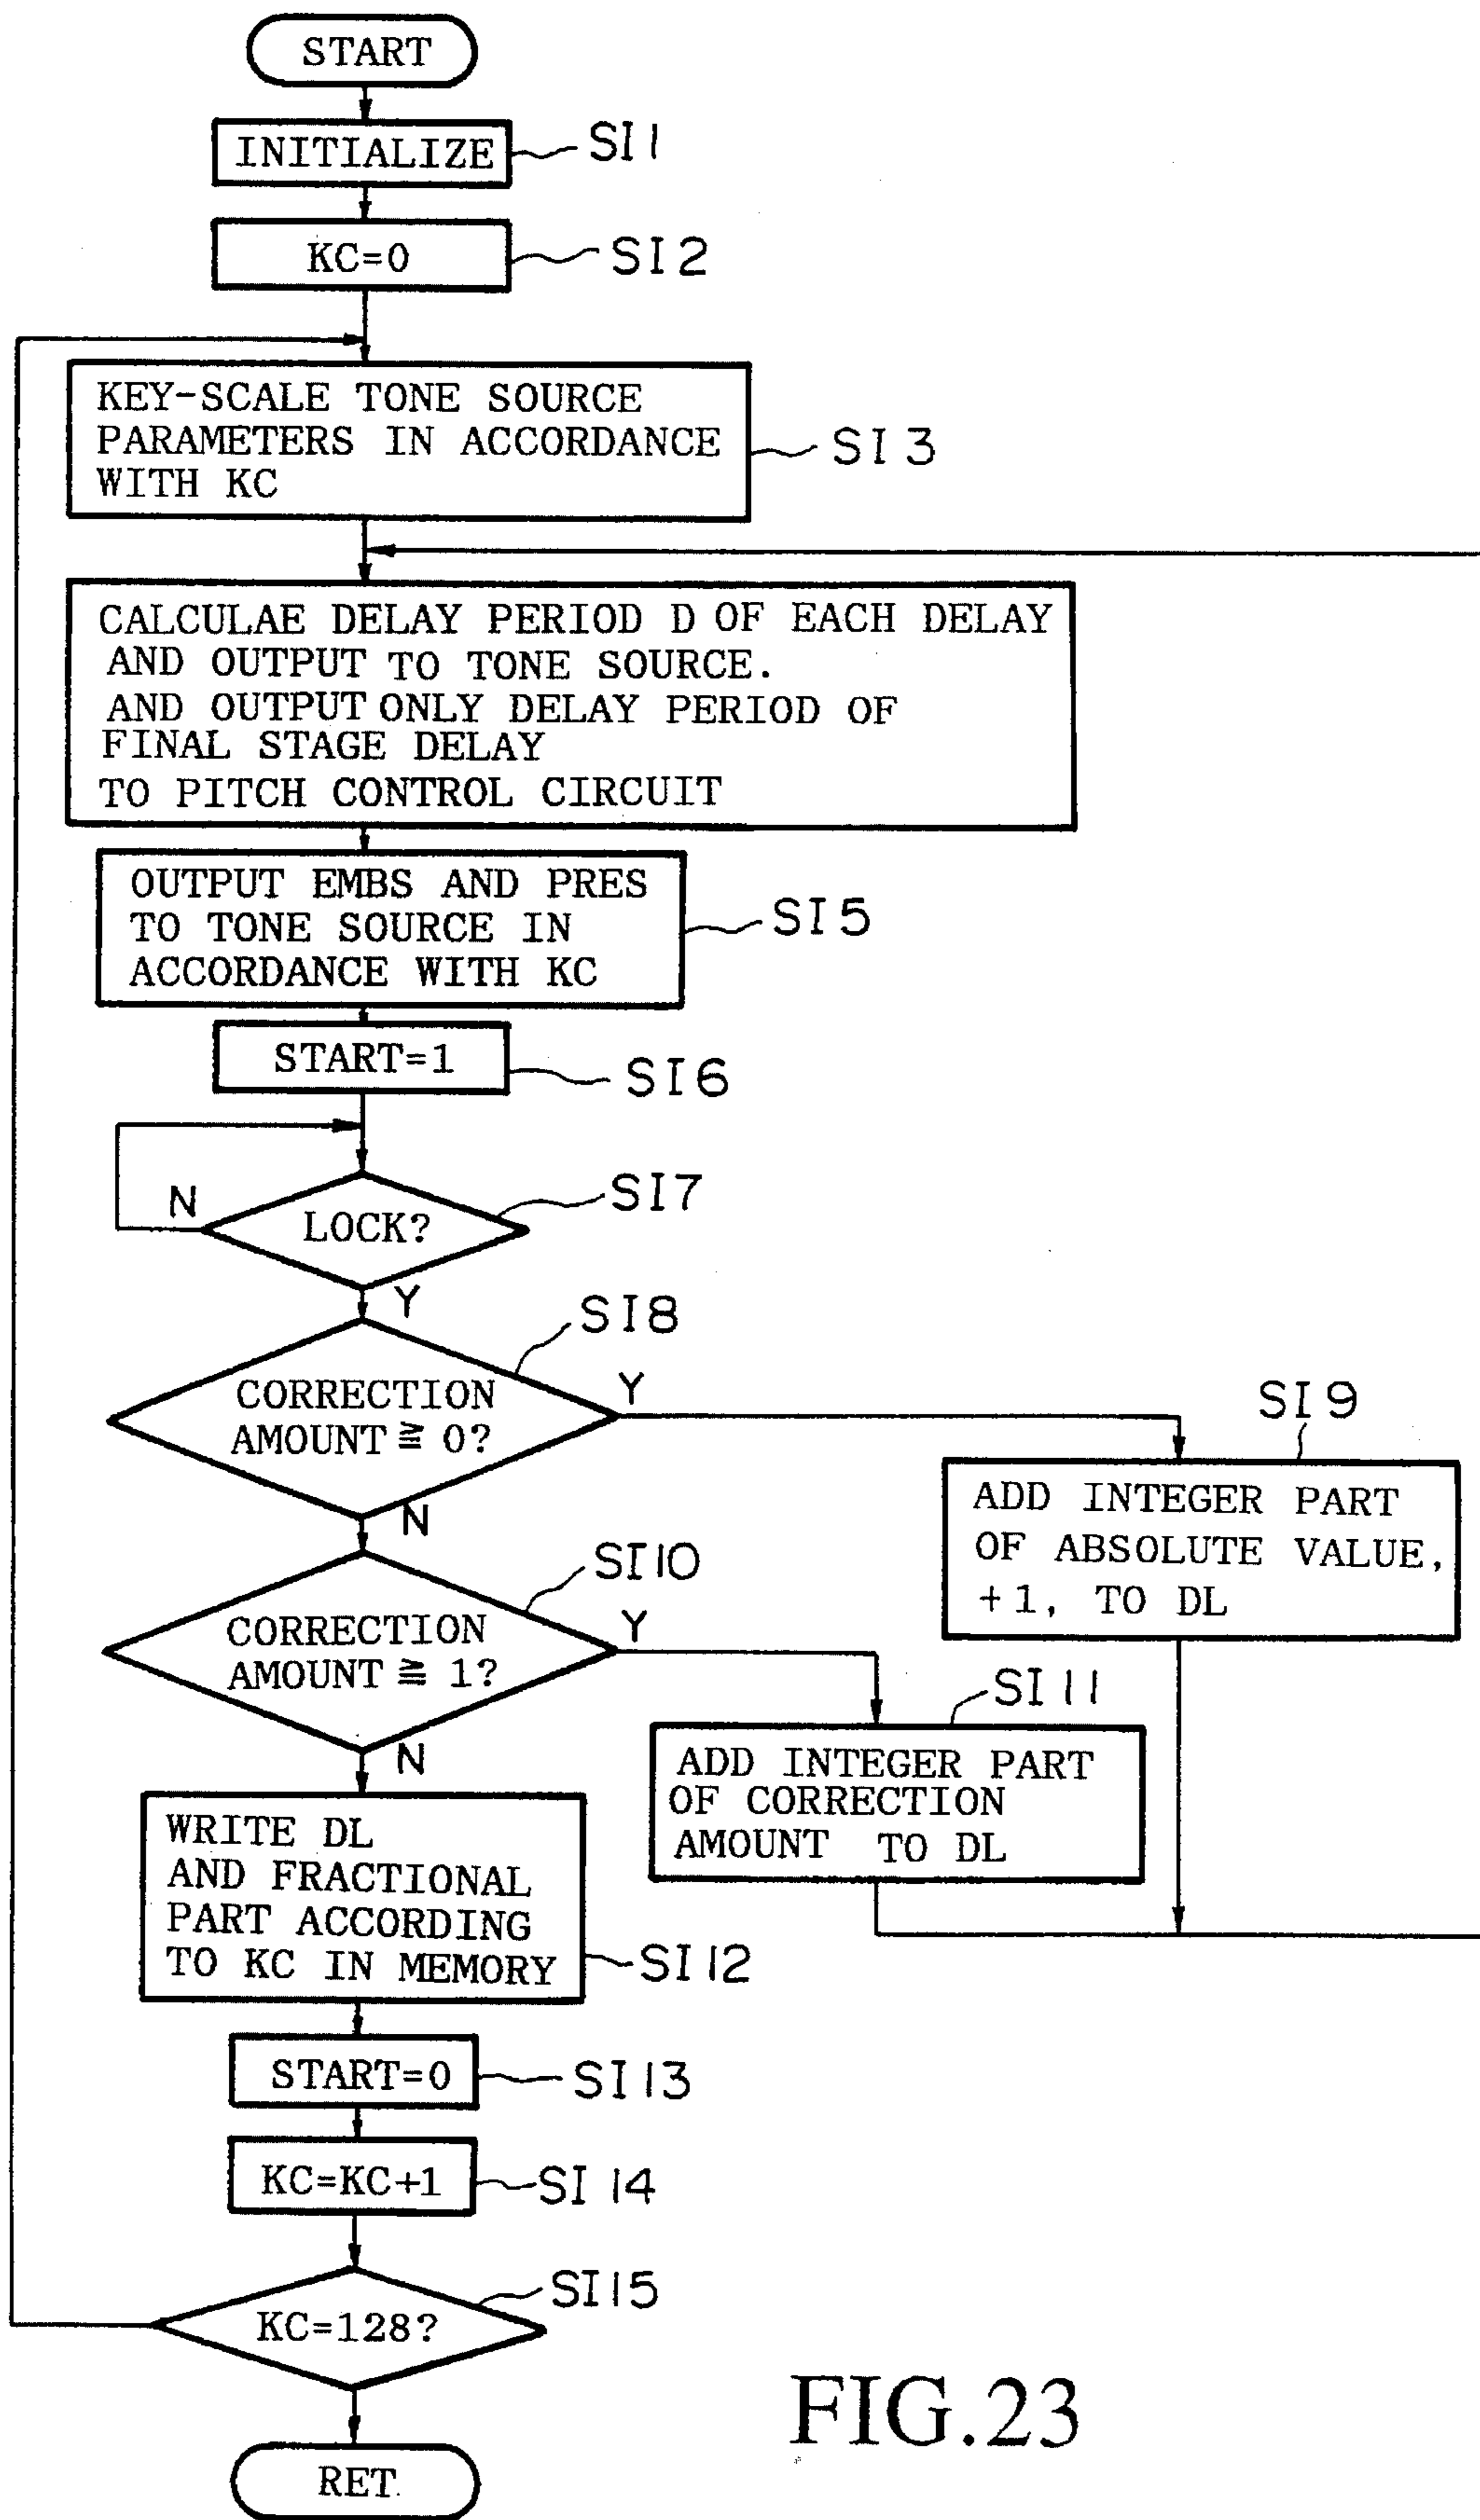 START
INITIALIZE
SI1
KC=0
SI2
KEY-SCALE TONE SOURCE
PARAMETERS IN ACCORDANCE
WITH KC
SI3
CALCULAE DELAY PERIOD D OF EACH DELAY
AND OUTPUT TO TONE SOURCE.
AND OUTPUT ONLY DELAY PERIOD OF
FINAL STAGE DELAY
TO PITCH CONTROL CIRCUIT
OUTPUT EMBS AND PRES
TO TONE SOURCE IN
ACCORDANCE WITH KC
SI5
START=1
SI6
N
LOCK?
SI7
Y
SI8
CORRECTION
AMOUNT ≧ 0?
Y
N
SI9
ADD INTEGER PART
OF ABSOLUTE VALUE,
+1, TO DL
SI10
CORRECTION
AMOUNT ≧ 1?
Y
N
SI11
ADD INTEGER PART
OF CORRECTION
AMOUNT TO DL
WRITE DL
AND FRACTIONAL
PART ACCORDING
TO KC IN MEMORY
SI12
START=0
SI13
KC=KC+1
SI14
KC=128?
SI15
RET.
FIG.23